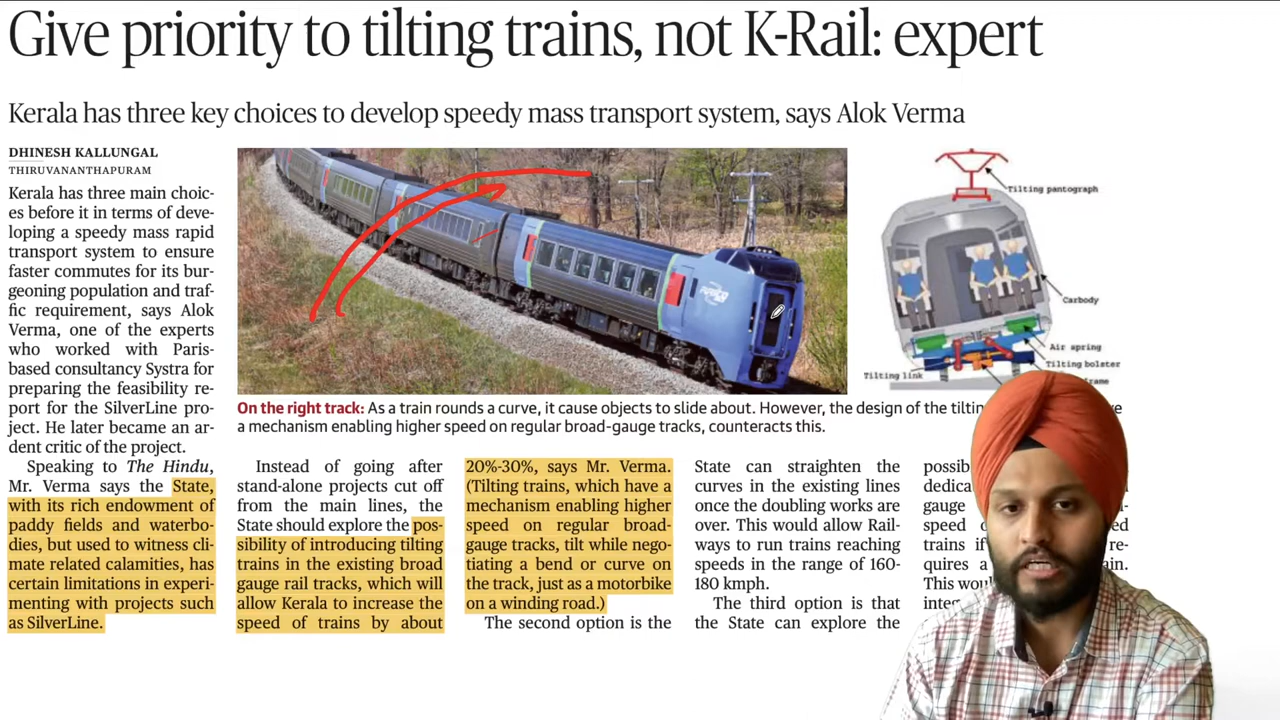 Give priority to tilting trains, not K-Rail: expert
Kerala has three key choices to develop speedy mass transport system, says Alok Verma
DHINESH KALLUNGAL
THIRUVANANTHAPURAM
Kerala has three main choic-
es before it in terms of deve-
loping a speedy mass rapid
transport system to ensure
faster commutes for its bur-
geoning population and traf-
fic requirement, says Alok
Verma, one of the experts
who worked with Paris-
based consultancy Systra for
preparing the feasibility re-
port for the SilverLine pro-
ject. He later became an ar-
dent critic of the project.
Speaking to The Hindu,
Mr. Verma says the State,
with its rich endowment of
paddy fields and waterbo-
dies, but used to witness cli-
mate related calamities, has
certain limitations in experi-
menting with projects such
as SilverLine.
Tilting pantograph
Carbody
Air spring
Tilting bolster
Tilting link
On the right track: As a train rounds a curve, it cause objects to slide about. However, the design of the
a mechanism enabling higher speed on regular broad-gauge tracks, counteracts this.
Instead of going after
stand-alone projects cut off
from the main lines, the
State should explore the pos-
sibility of introducing tilting
trains in the existing broad
gauge rail tracks, which will
allow Kerala to increase the
speed of trains by about
20%-30%, says Mr. Verma.
(Tilting trains, which have a
mechanism enabling higher
speed on regular broad-
gauge tracks, tilt while nego-
tiating a bend or curve on
the track, just as a motorbike
on a winding road.)
The second option is the
State can straighten the
curves in the existing lines
once the doubling works are
over. This would allow Rail-
ways to run trains reaching
speeds in the range of 160-
180 kmph.
The third option is that
the State can explore the
gauge
speed
trains if re-
quires a
This